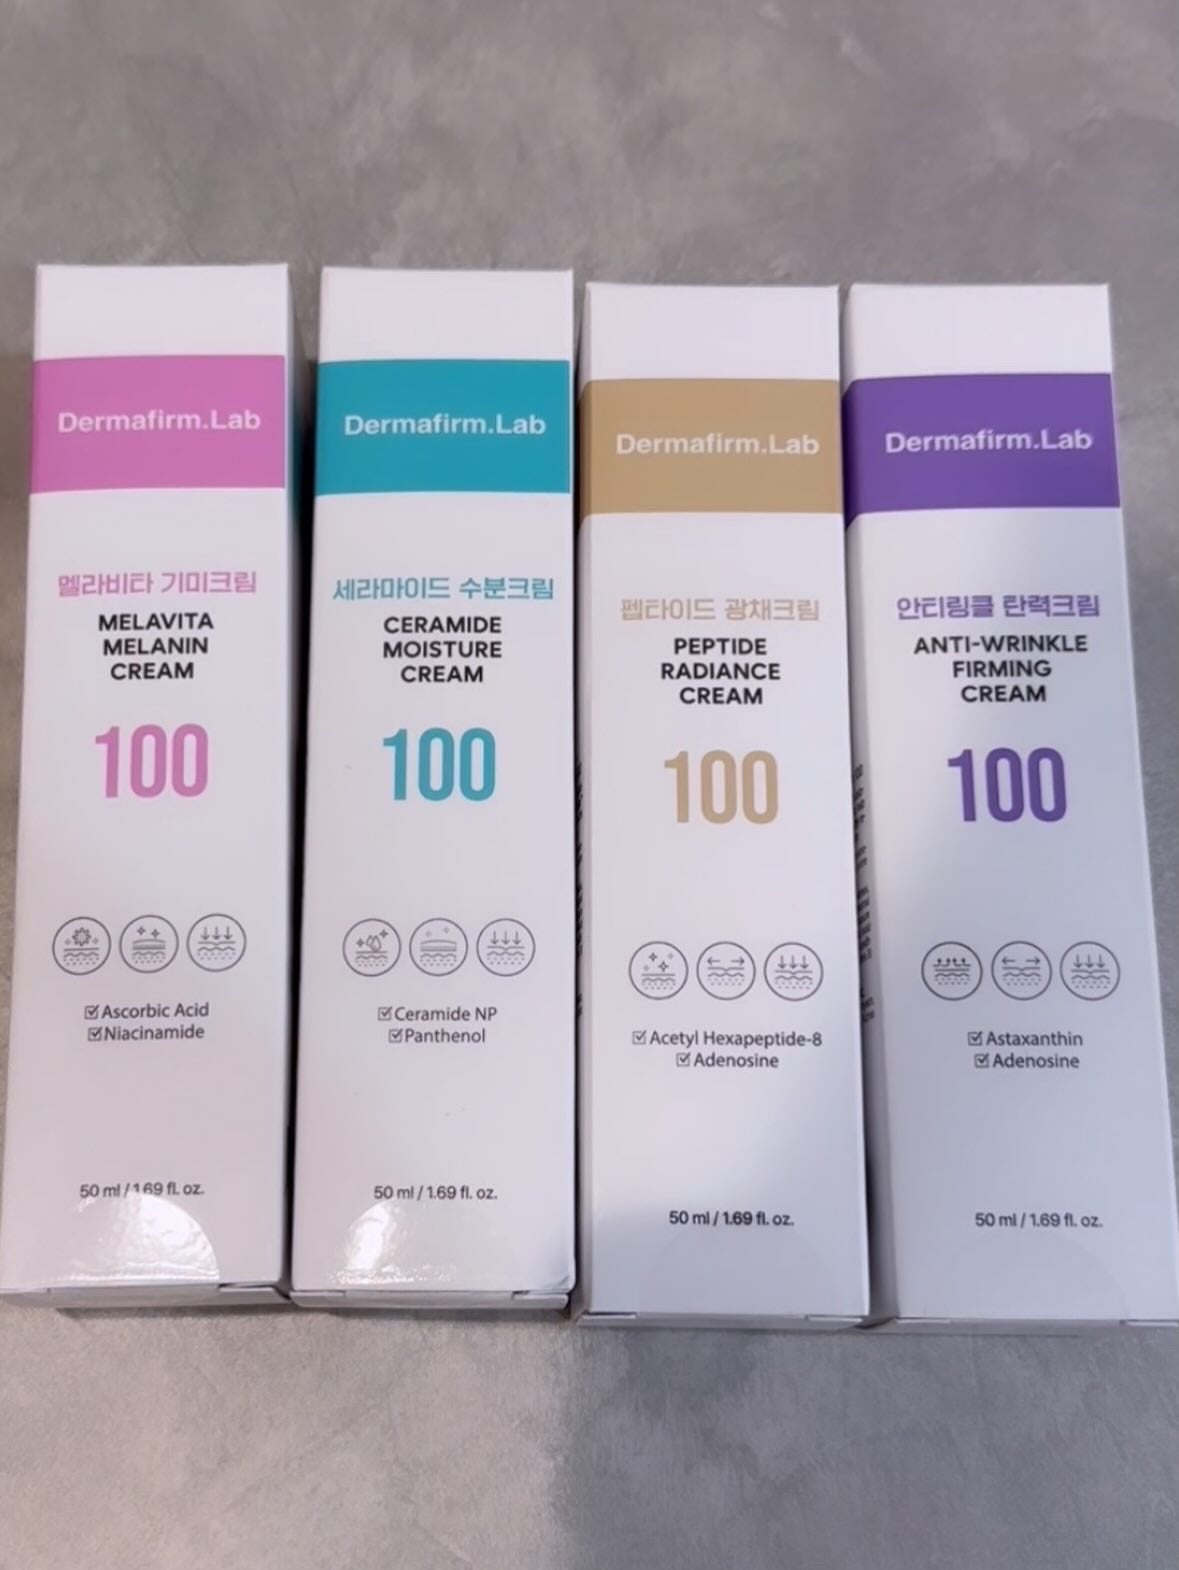 Dermafirm.Lab
멜라비타 기미크림
MELAVITA
MELANIN
CREAM
100
Ascorbic Acid
Niacinamide
50 ml / 1.69 fl. oz.
Dermafirm.Lab
세라마이드 수분크림
CERAMIDE
MOISTURE
CREAM
100
Ceramide NP
Panthenol
50 ml / 1.69 fl. oz.
Dermafirm.Lab
펩타이드 광채크림
PEPTIDE
RADIANCE
CREAM
100
Acetyl Hexapeptide-8
Adenosine
50 ml / 1.69 fl. oz.
Dermafirm.Lab
안티링클 탄력크림
ANTI-WRINKLE
FIRMING
CREAM
100
Astaxanthin
Adenosine
50 ml / 1.69 fl. oz.